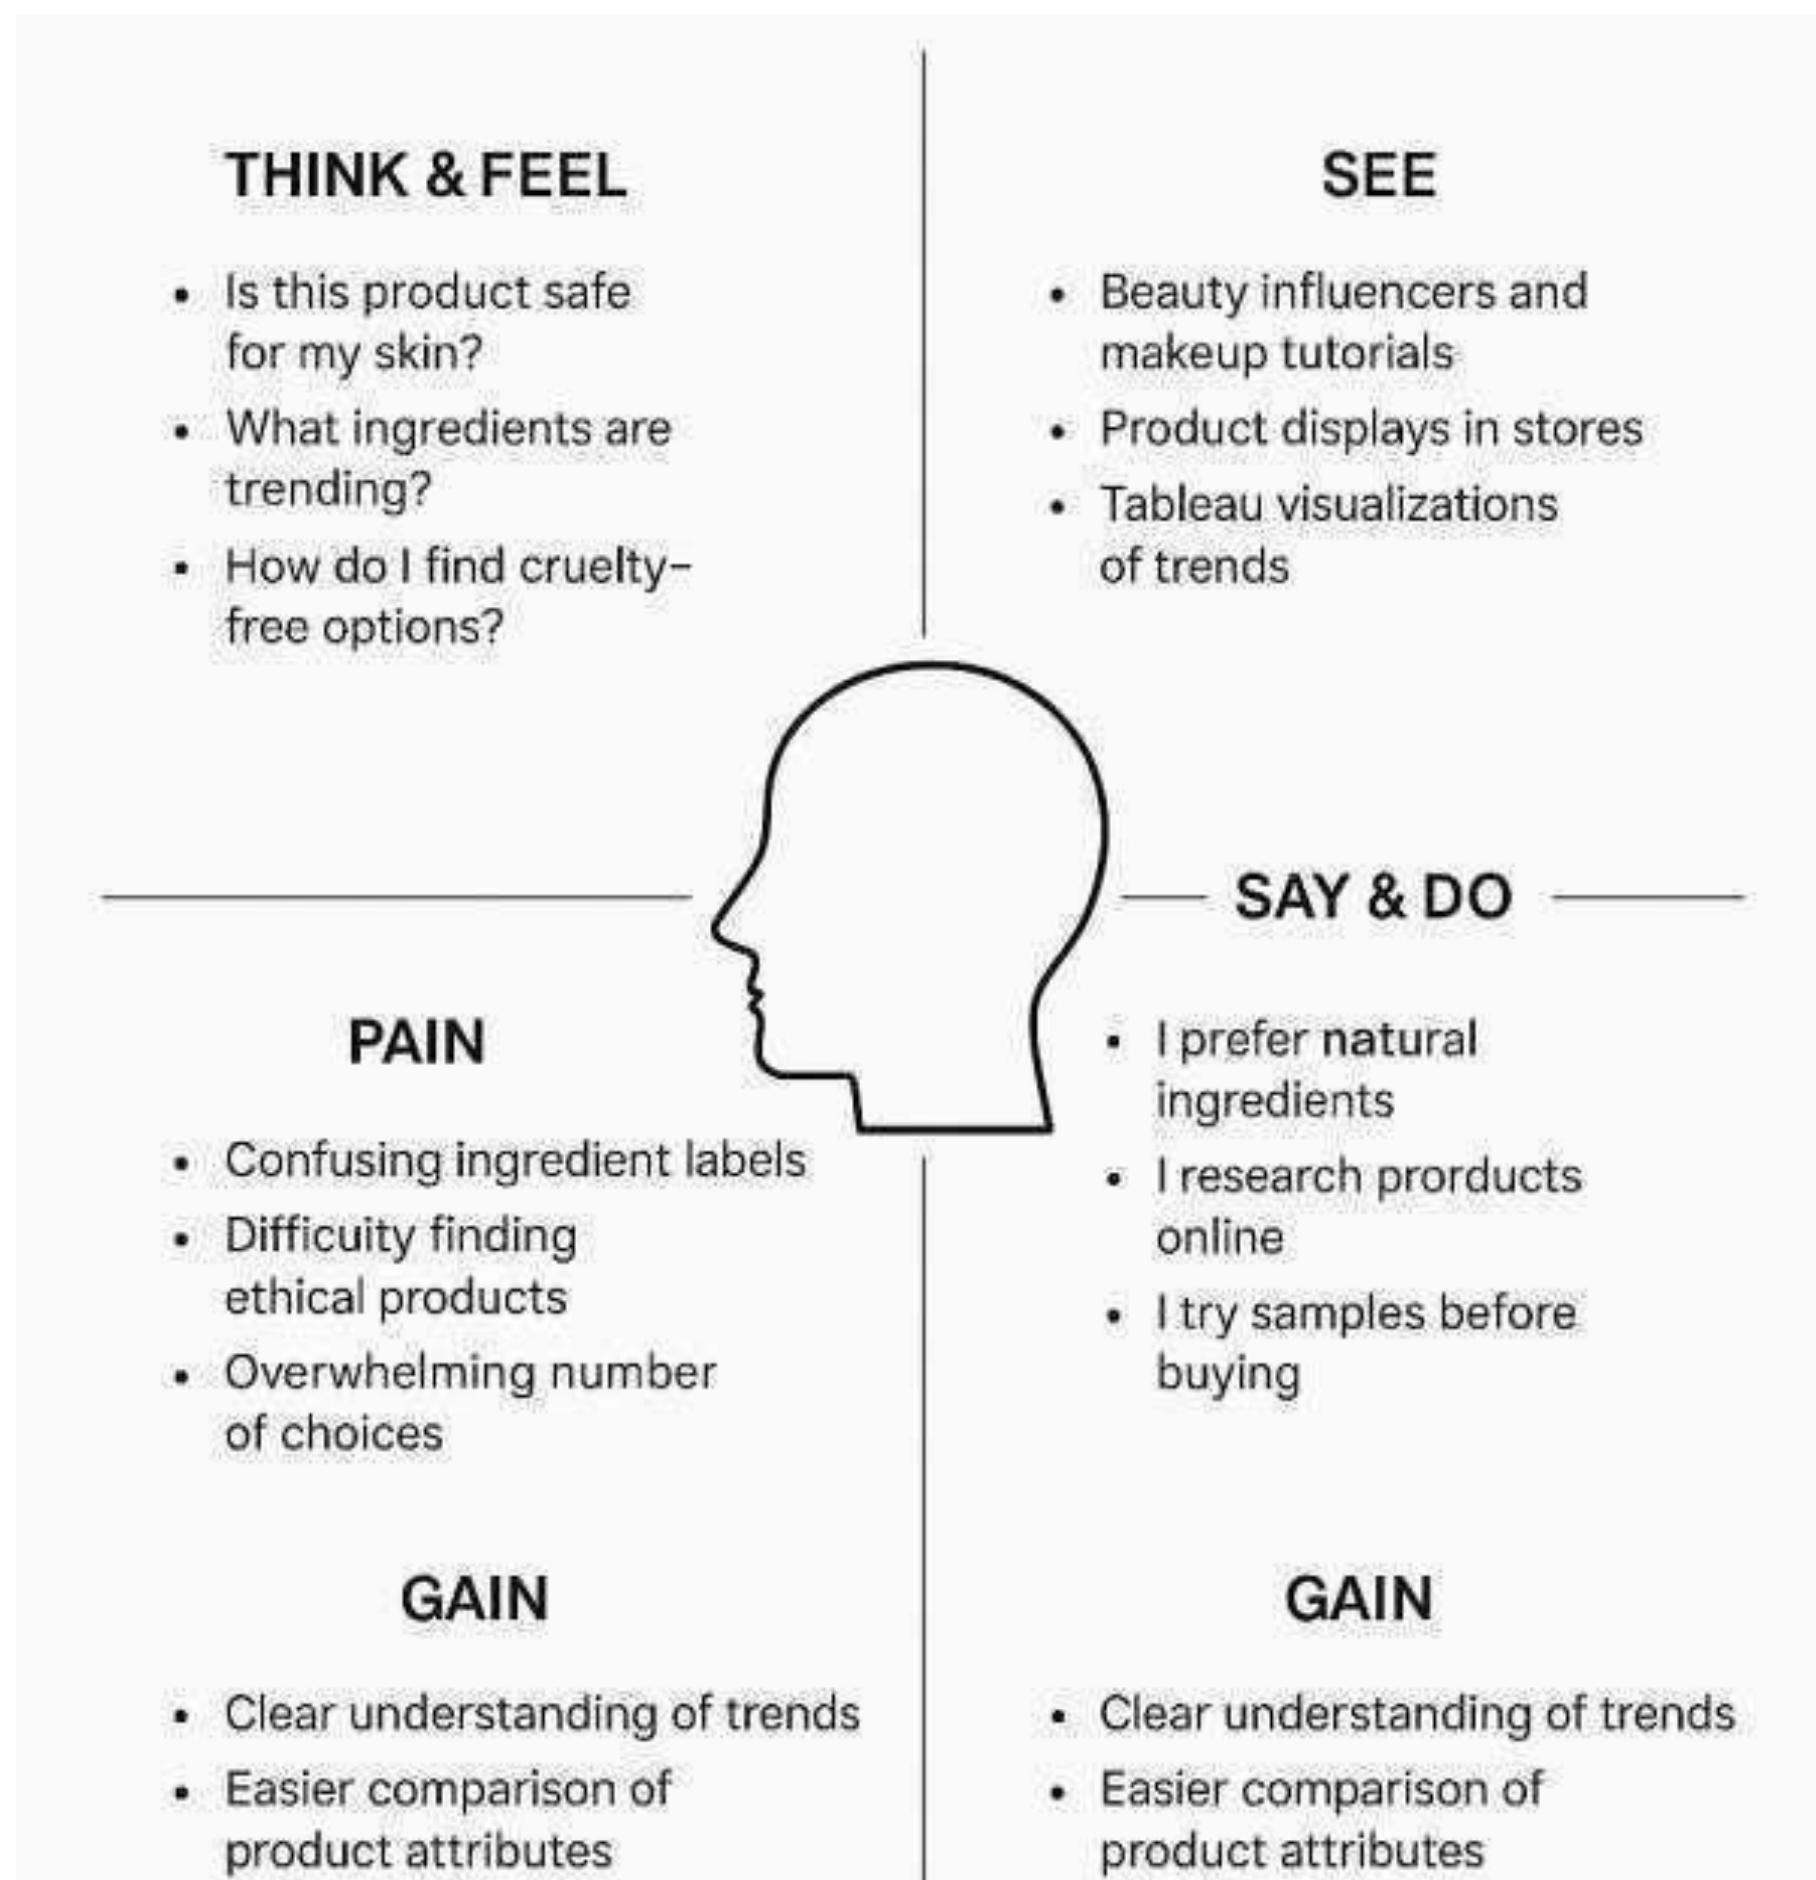 THINK & FEEL
• Is this product safe
for my skin?
• What ingredients are
trending?
• How do I find cruelty-
free options?
SEE
• Beauty influencers and
makeup tutorials
• Product displays in stores
• Tableau visualizations
of trends
PAIN
• Confusing ingredient labels
• Difficuity finding
ethical products
• Overwhelming number
of choices
SAY & DO
• I prefer natural
ingredients
• I research prorducts
online
• I try samples before
buying
GAIN
• Clear understanding of trends
• Easier comparison of
product attributes
GAIN
• Clear understanding of trends
• Easier comparison of
product attributes